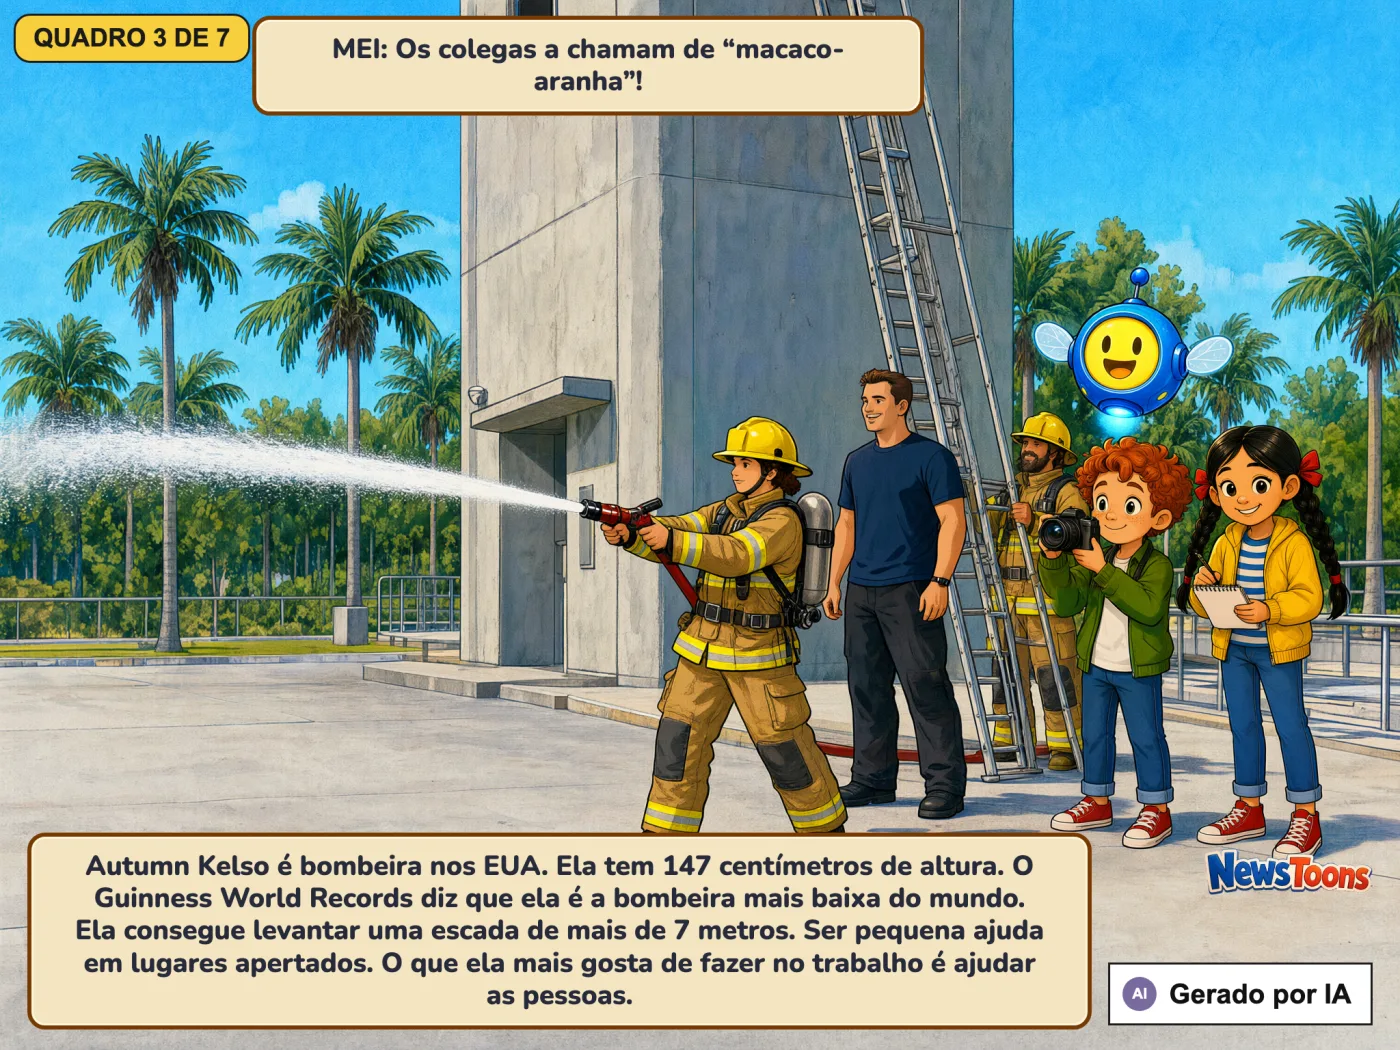 QUADRO 3 DE 7
MEI: Os colegas a chamam de “macaco-
aranha”!
Autumn Kelso é bombeira nos EUA. Ela tem 147 centímetros de altura. O
Guinness World Records diz que ela é a bombeira mais baixa do mundo.
Ela consegue levantar uma escada de mais de 7 metros. Ser pequena ajuda
em lugares apertados. O que ela mais gosta de fazer no trabalho é ajudar
as pessoas.
NewsToons
AI Gerado por IA